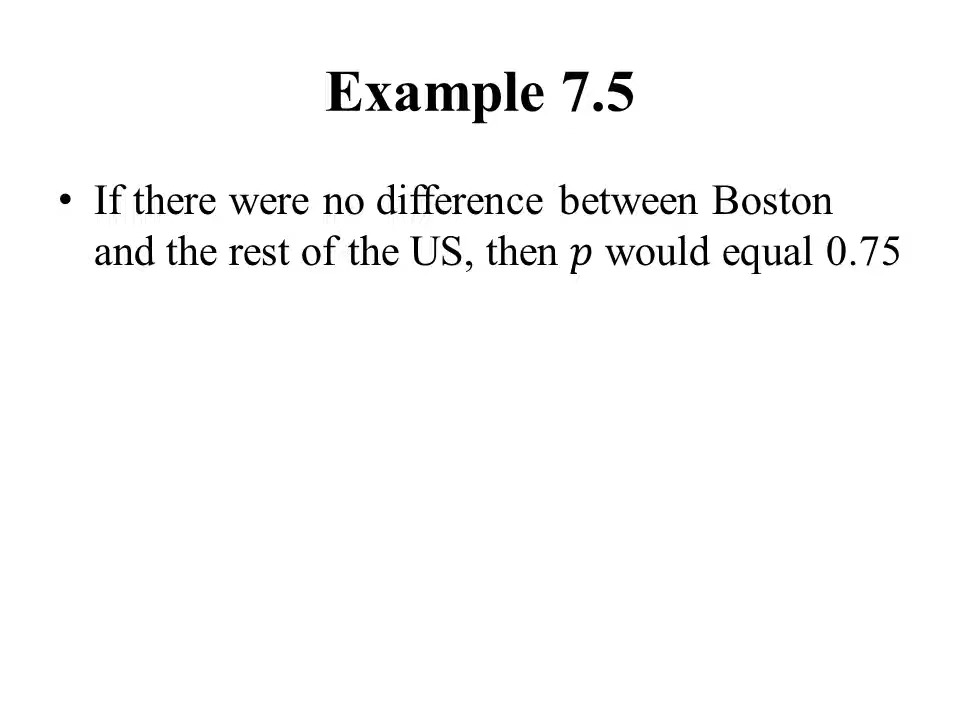 Example 7.5
• If there were no difference between Boston
and the rest of the US, then p would equal 0.75